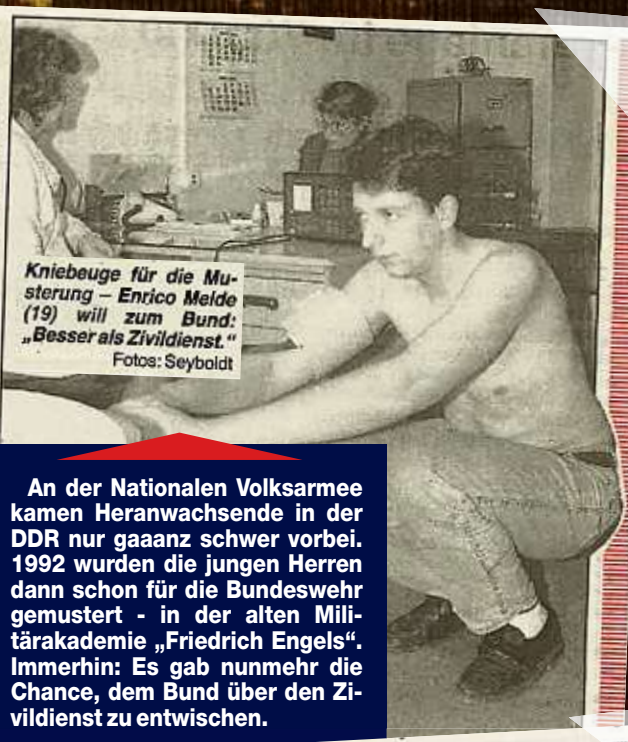 Kniebeuge für die Mu-
sterung – Enrico Melde
(19) will zum Bund:
„Besser als Zivildienst.“
Fotos: Seyboldt
An der Nationalen Volksarmee
kamen Heranwachsende in der
DDR nur gaaanz schwer vorbei.
1992 wurden die jungen Herren
dann schon für die Bundeswehr
gemustert - in der alten Mili-
tärakademie „Friedrich Engels“.
Immerhin: Es gab nunmehr die
Chance, dem Bund über den Zi-
vildienst zu entwischen.